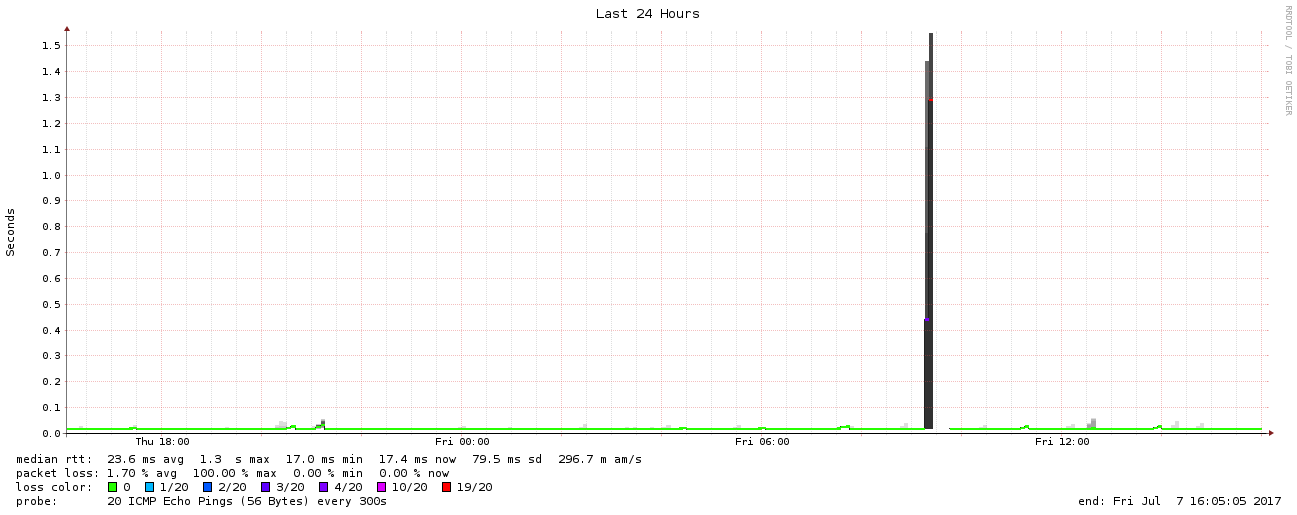 Last 24 Hours
RRDTOOL / TOBI OETIKER
Seconds
1.5
1.4
1.3
1.2
1.1
1.0
0.9
0.8
0.7
0.6
0.5
0.4
0.3
0.2
0.1
0.0
Thu 18:00 Fri 00:00 Fri 06:00 Fri 12:00
median rtt: 23.6 ms avg 1.3 s max 17.0 ms min 17.4 ms now 79.5 ms sd 296.7 m am/s
packet loss: 1.70 % avg 100.00 % max 0.00 % min 0.00 % now
loss color: 0 1/20 2/20 3/20 4/20 10/20 19/20
probe: 20 ICMP Echo Pings (56 Bytes) every 300s end: Fri Jul 7 16:05:05 2017